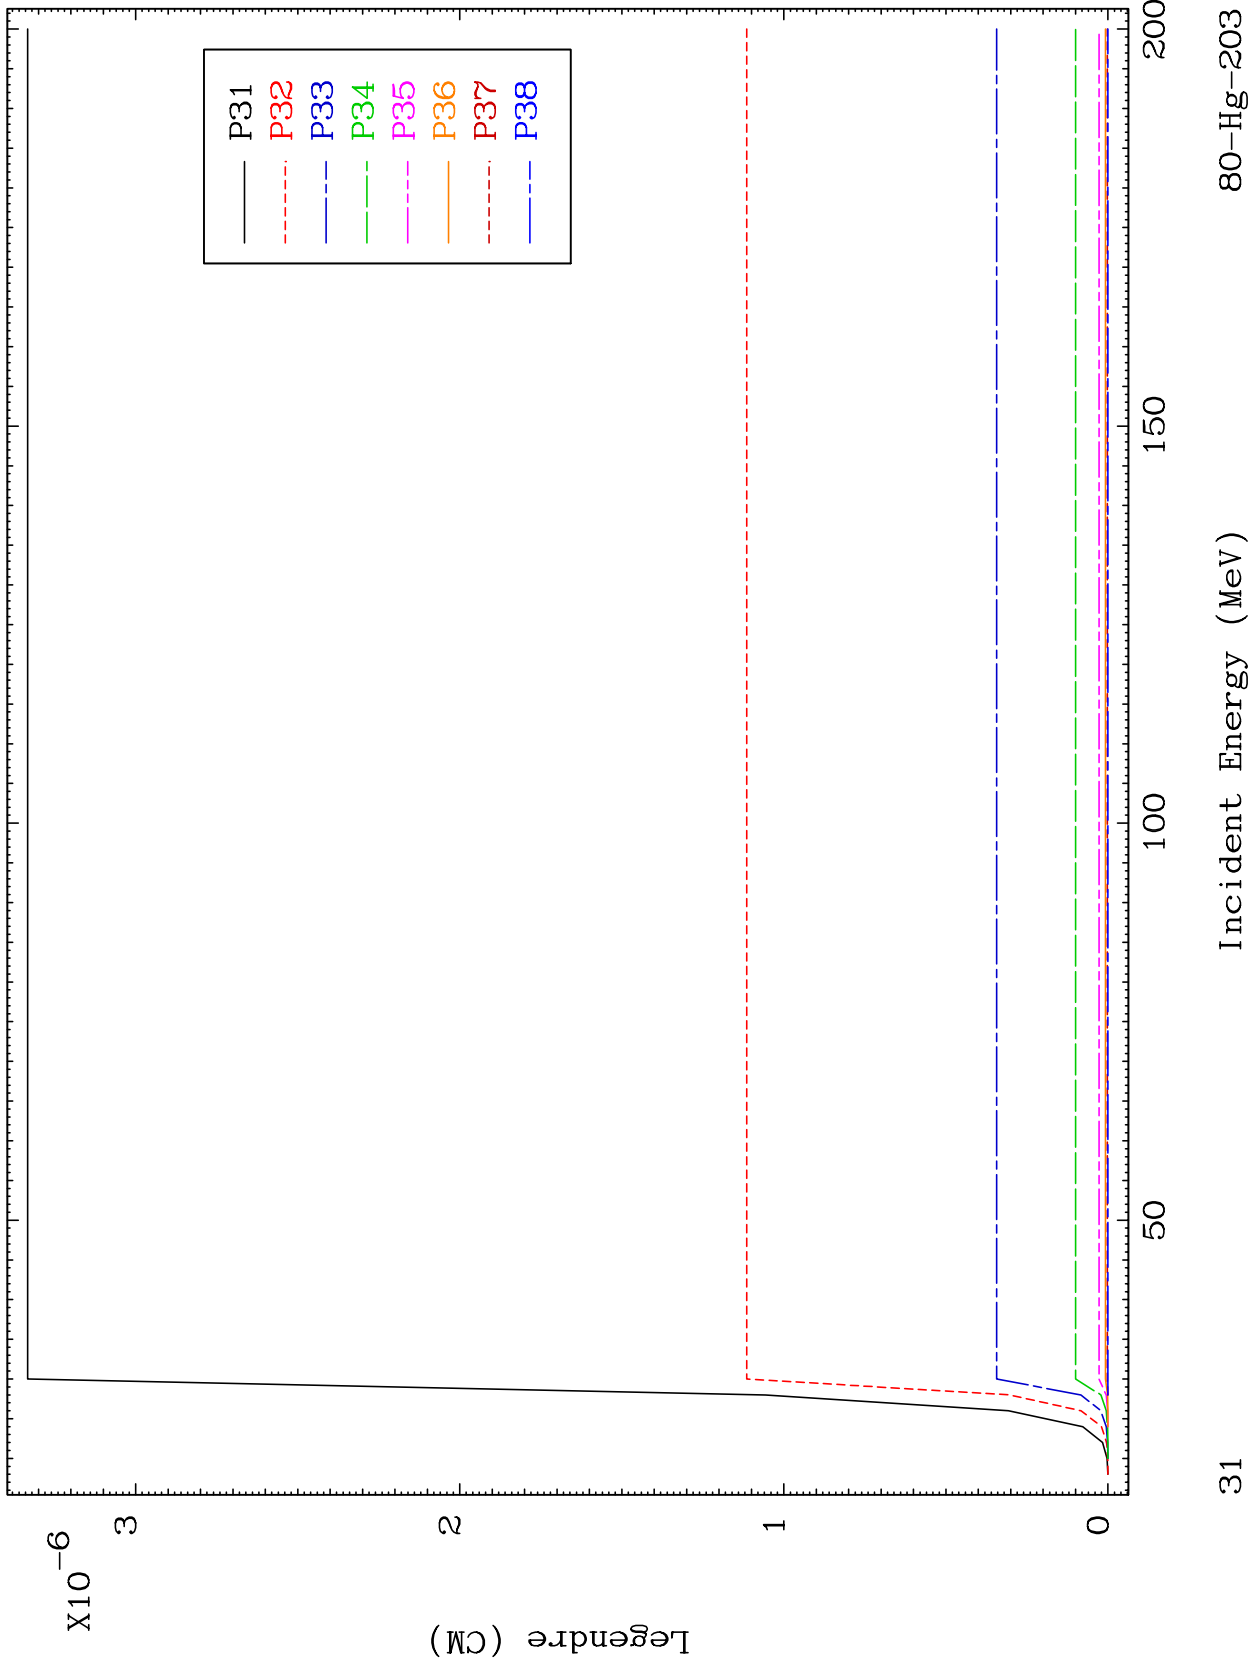 X10-6
3
2
1
0
Legendre (CM)
P31
P32
P33
P34
P35
P36
P37
P38
50
100
150
200
31
Incident Energy (MeV)
80-Hg-203